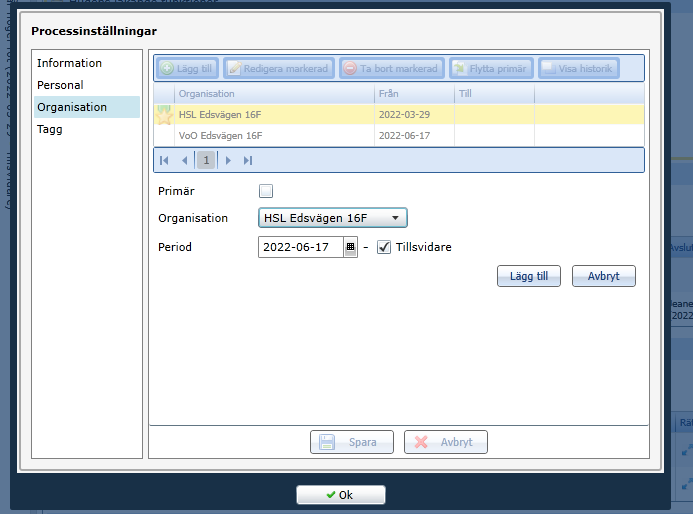 Processinställningar
Information
Personal
Organisation
Tagg
Lägg till Redigera markerad Ta bort markerad Flytta primär Visa historik
Organisation Från Till
HSL Edsvägen 16F 2022-03-29
VoO Edsvägen 16F 2022-06-17
1
Primär
Organisation HSL Edsvägen 16F
Period 2022-06-17 - Tillsvidare
Lägg till Avbryt
Spara Avbryt
Ok
Avslut
2022